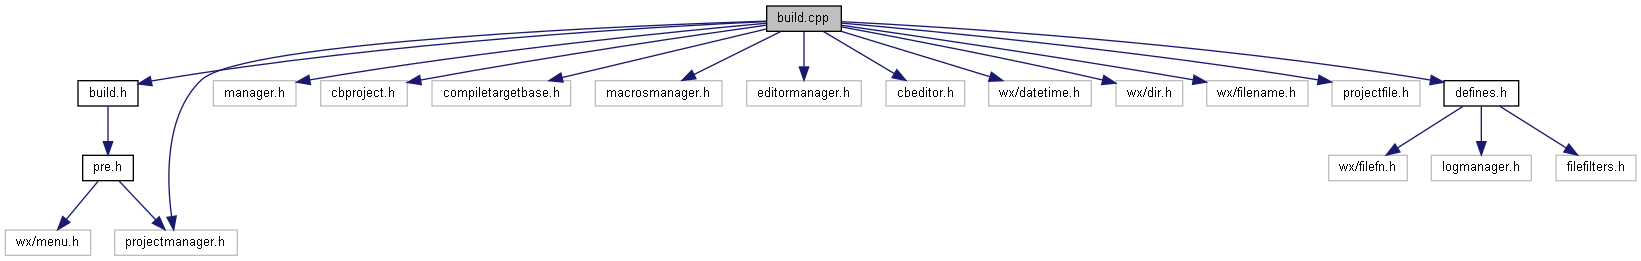 build.cpp
build.h
manager.h
cbproject.h
compiletargetbase.h
macrosmanager.h
editormanager.h
cbeditor.h
wx/datetime.h
wx/dir.h
wx/filename.h
projectfile.h
defines.h
pre.h
wx/filefn.h
logmanager.h
filefilters.h
wx/menu.h
projectmanager.h